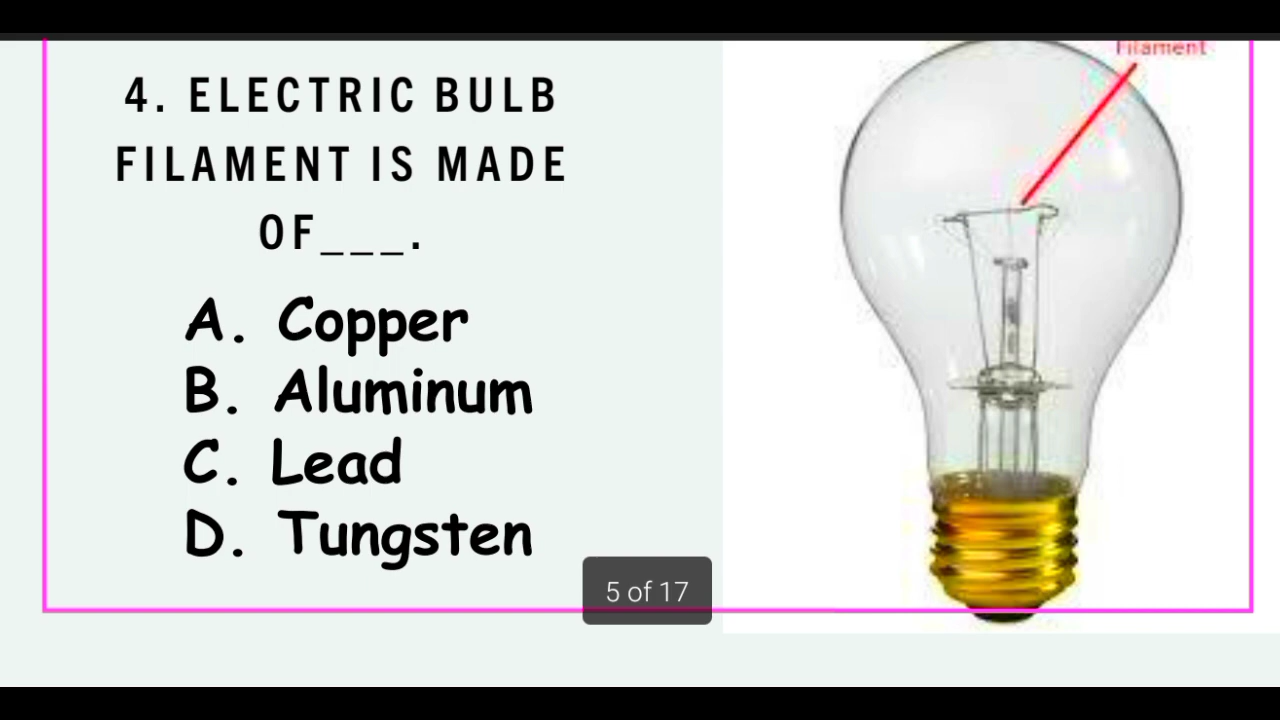 Filament
4. ELECTRIC BULB
FILAMENT IS MADE
OF___.
A. Copper
B. Aluminum
C. Lead
D. Tungsten
5 of 17